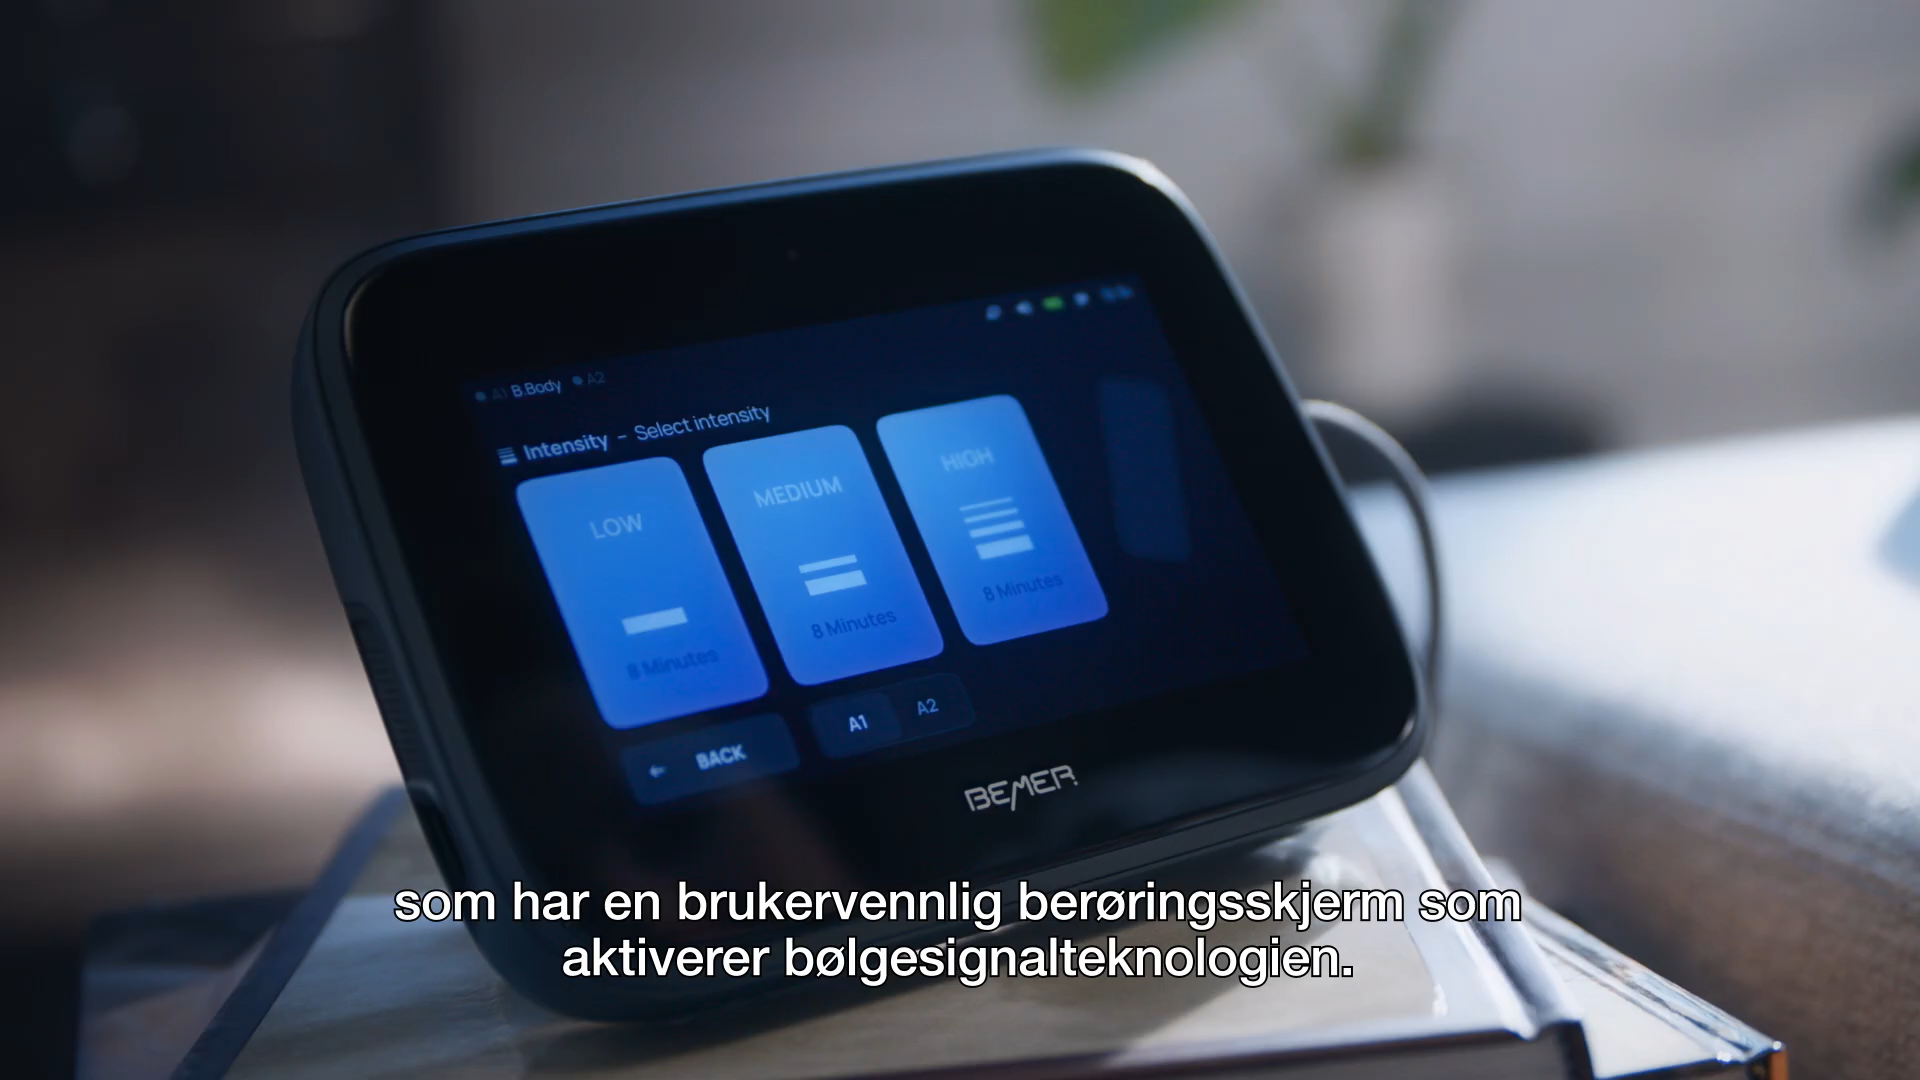 A1 B.Body A2
Intensity – Select intensity
LOW
8 Minutes
MEDIUM
8 Minutes
HIGH
8 Minutes
BACK
A1 A2
BEMER
som har en brukervennlig berøringsskjerm som
aktiverer bølgesignalteknologien.